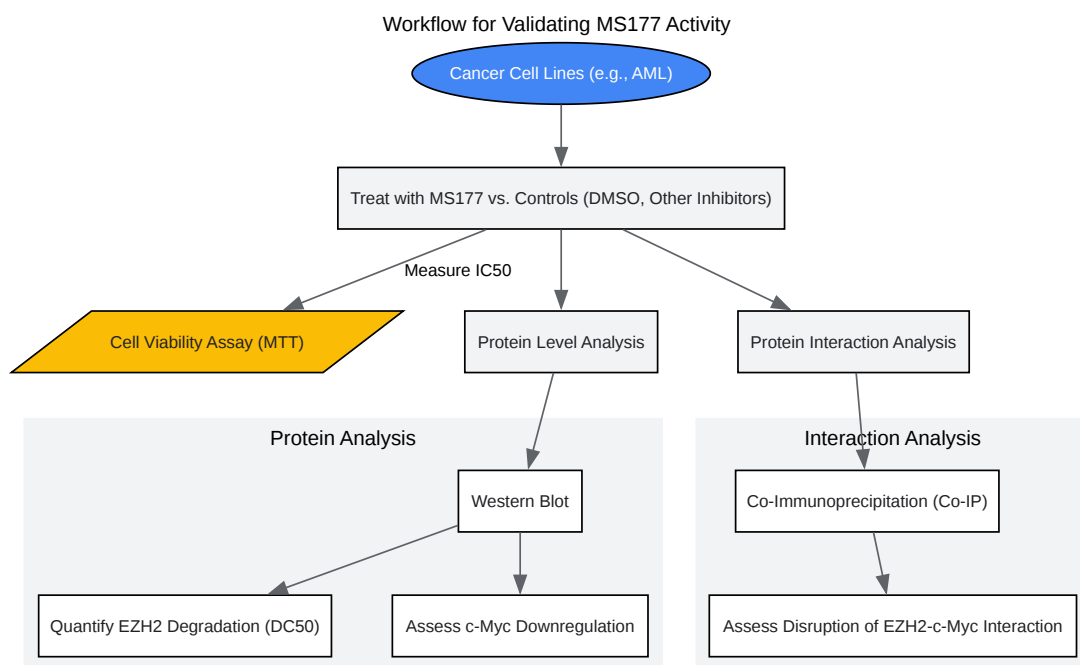 Workflow for Validating MS177 Activity
Cancer Cell Lines (e.g., AML)
Treat with MS177 vs. Controls (DMSO, Other Inhibitors)
Measure IC50
Cell Viability Assay (MTT)
Protein Level Analysis
Protein Interaction Analysis
Protein Analysis
Interaction Analysis
Western Blot
Co-Immunoprecipitation (Co-IP)
Quantify EZH2 Degradation (DC50)
Assess c-Myc Downregulation
Assess Disruption of EZH2-c-Myc Interaction